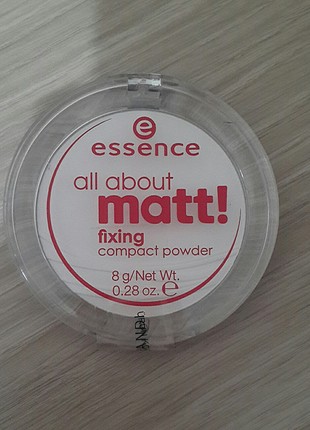 e
essence
all about
matt!
fixing
compact powder
8 g/Net Wt.
0.28 oz. ℮